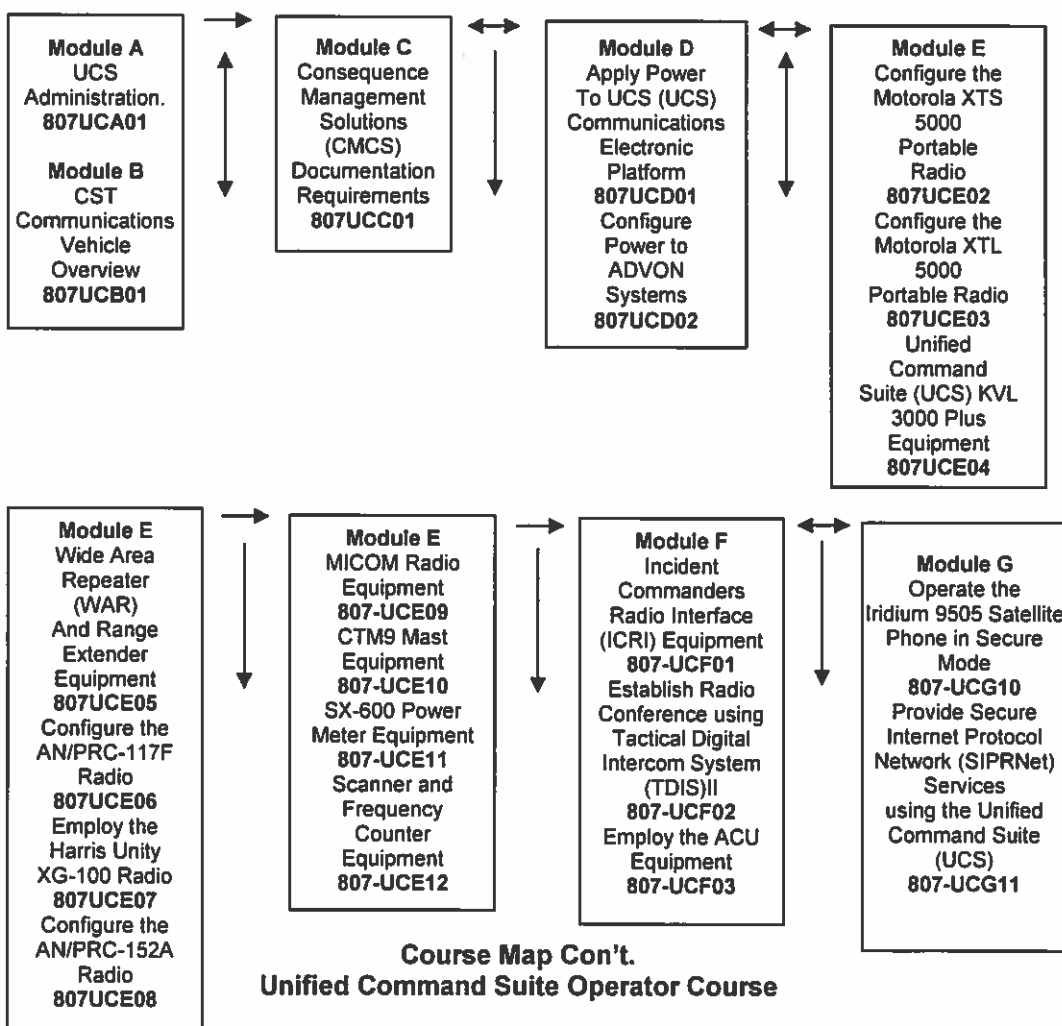 Module A
UCS
Administration.
807UCA01
Module B
CST
Communications
Vehicle
Overview
807UCB01
Module C
Consequence
Management
Solutions
(CMCS)
Documentation
Requirements
807UCC01
Module D
Apply Power
To UCS (UCS)
Communications
Electronic
Platform
807UCD01
Configure
Power to
ADVON
Systems
807UCD02
Module E
Configure the
Motorola XTS
5000
Portable
Radio
807UCE02
Configure the
Motorola XTL
5000
Portable Radio
807UCE03
Unified
Command
Suite (UCS) KVL
3000 Plus
Equipment
807UCE04
Module E
Wide Area
Repeater
(WAR)
And Range
Extender
Equipment
807UCE05
Configure the
AN/PRC-117F
Radio
807UCE06
Employ the
Harris Unity
XG-100 Radio
807UCE07
Configure the
AN/PRC-152A
Radio
807UCE08
Module E
MICOM Radio
Equipment
807-UCE09
CTM9 Mast
Equipment
807-UCE10
SX-600 Power
Meter Equipment
807-UCE11
Scanner and
Frequency
Counter
Equipment
807-UCE12
Module F
Incident
Commanders
Radio Interface
(ICRI) Equipment
807-UCF01
Establish Radio
Conference using
Tactical Digital
Intercom System
(TDIS)II
807-UCF02
Employ the ACU
Equipment
807-UCF03
Module G
Operate the
Iridium 9505 Satellite
Phone in Secure
Mode
807-UCG10
Provide Secure
Internet Protocol
Network (SIPRNet)
Services
using the Unified
Command Suite
(UCS)
807-UCG11
Course Map Con't.
Unified Command Suite Operator Course